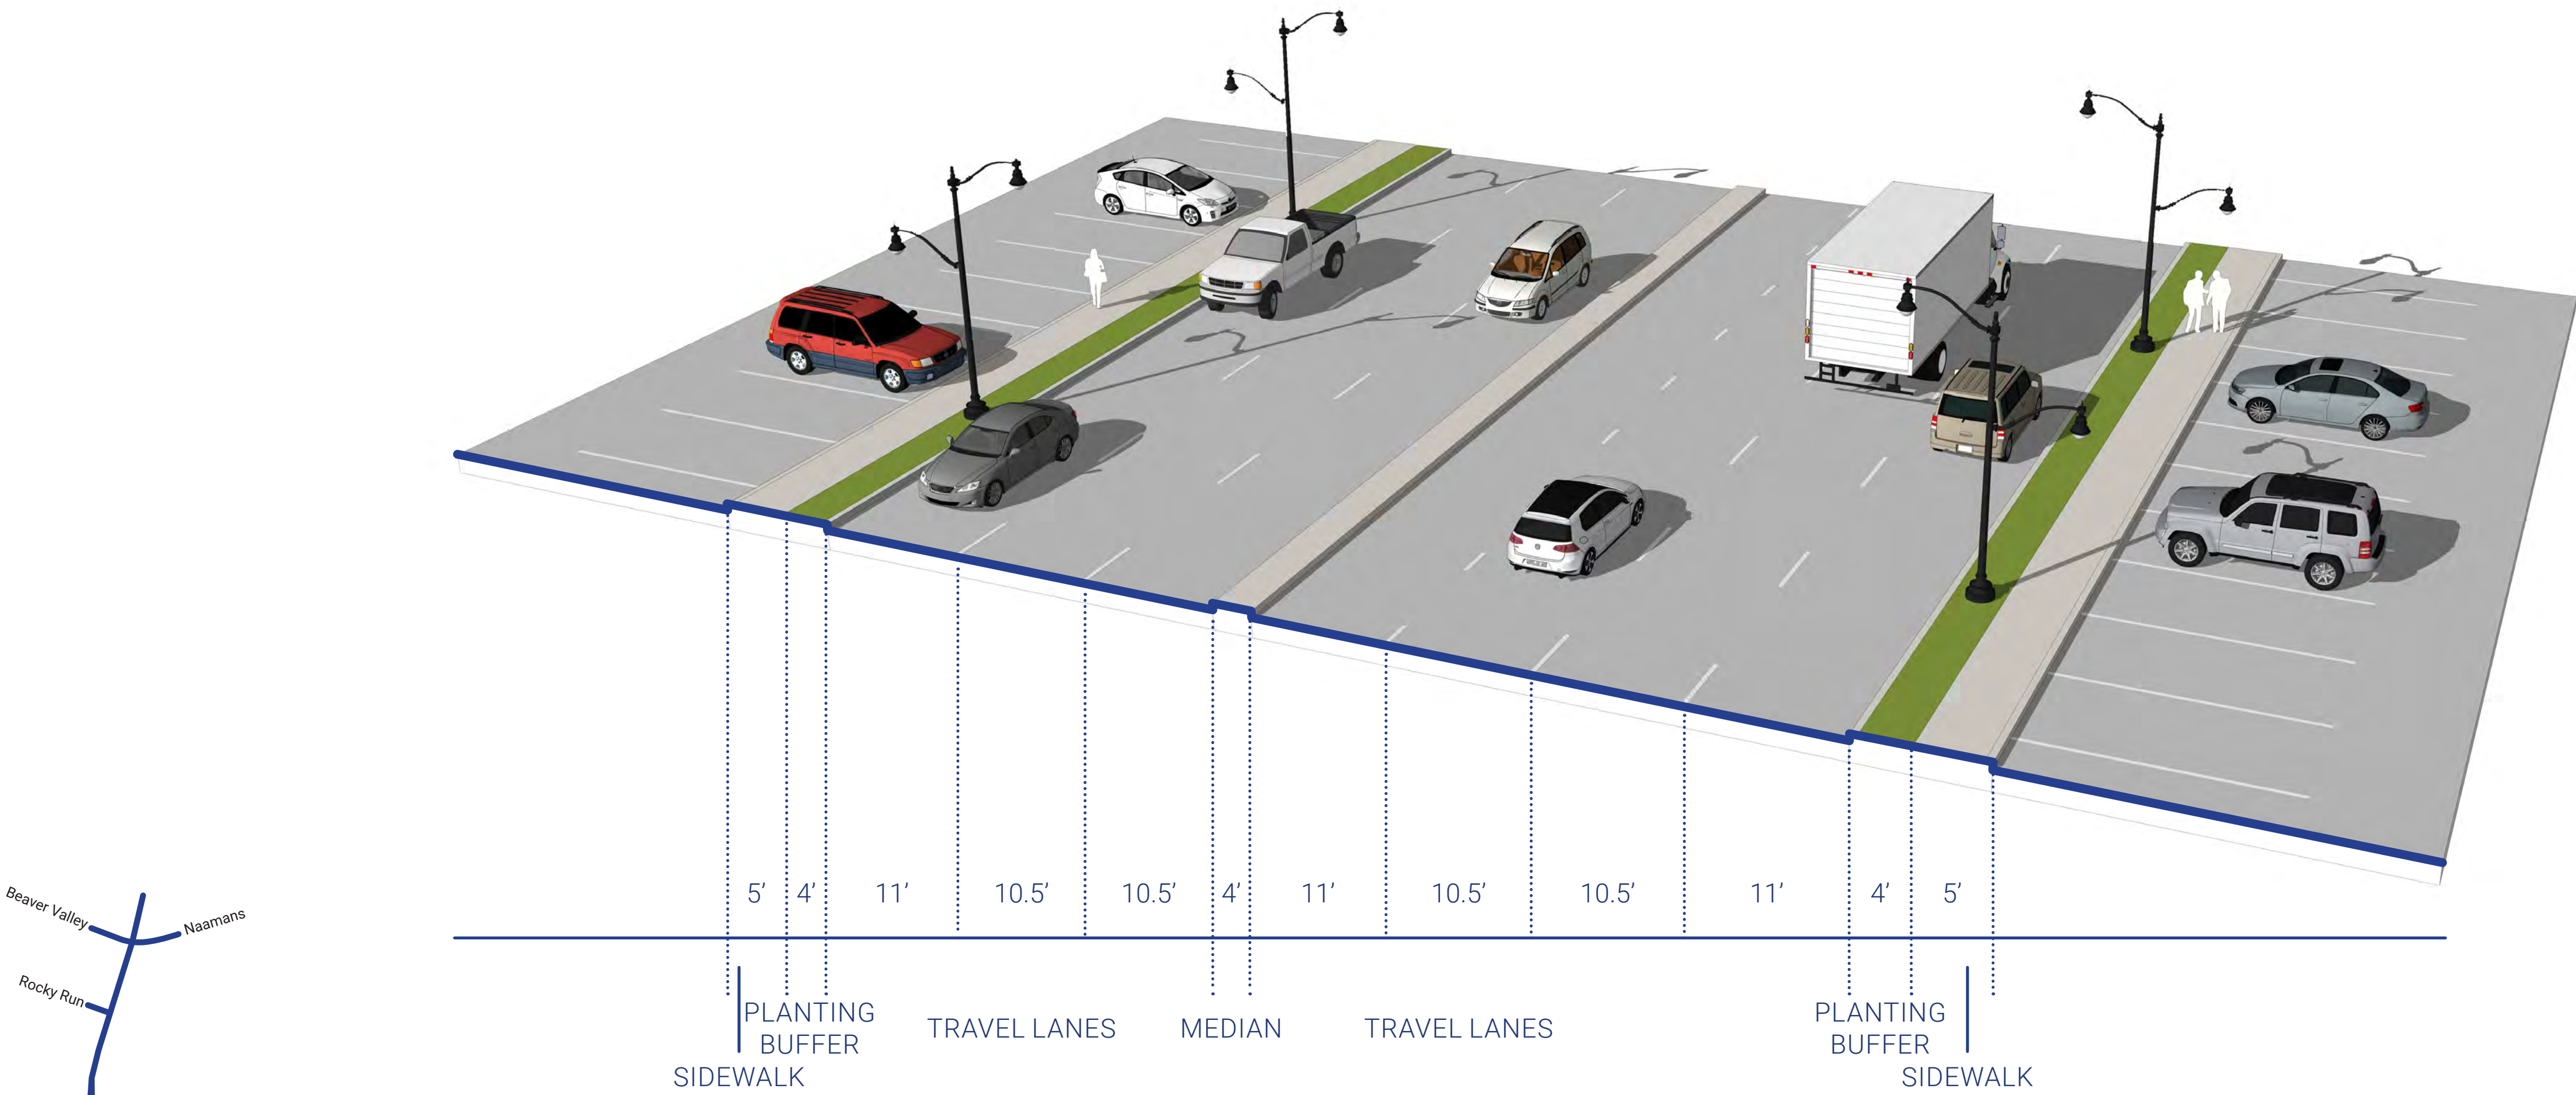 5’ 4’ 11’ 10.5’ 10.5’ 4’ 11’ 10.5’ 10.5’ 11’ 4’ 5’
PLANTING
BUFFER
SIDEWALK
TRAVEL LANES
MEDIAN
TRAVEL LANES
PLANTING
BUFFER
SIDEWALK
Beaver Valley
Naamans
Rocky Run